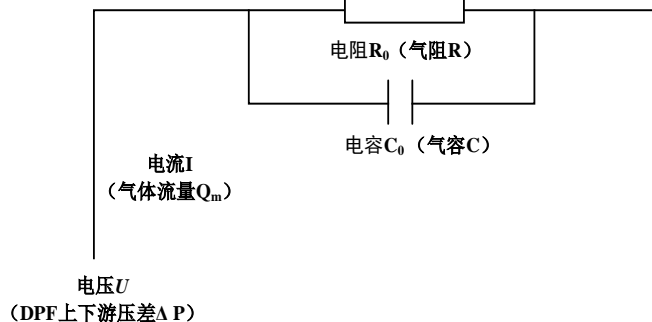 电阻R₀（气阻R）
电容C₀（气容C）
电流I
（气体流量Qₘ）
电压U
（DPF上下游压差Δ P）